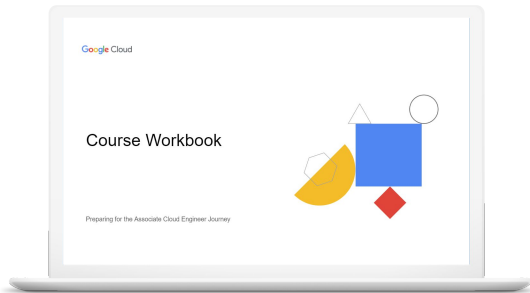 Google Cloud
Course Workbook
Preparing for the Associate Cloud Engineer Journey